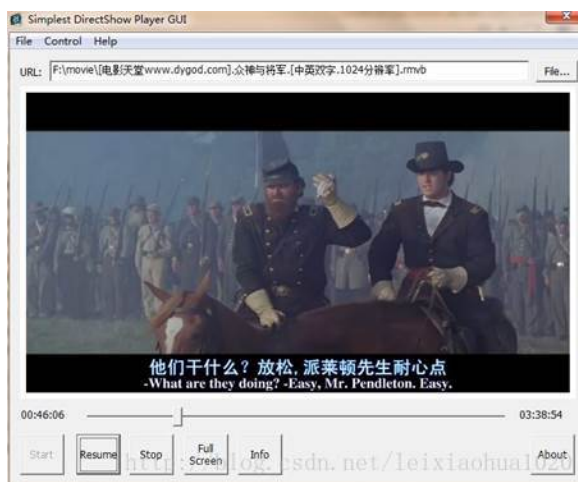 Simplest DirectShow Player GUI
File Control Help
URL: F:\movie\[电影天堂www.dygod.com].众神与将军.[中英双字.1024分辨率].rmvb File...
他们干什么？放松, 派莱顿先生耐心点
-What are they doing? -Easy, Mr. Pendleton. Easy.
00:46:06 03:38:54
Start Resume Stop Full Screen Info About
http://blog.csdn.net/leixiaohua1020